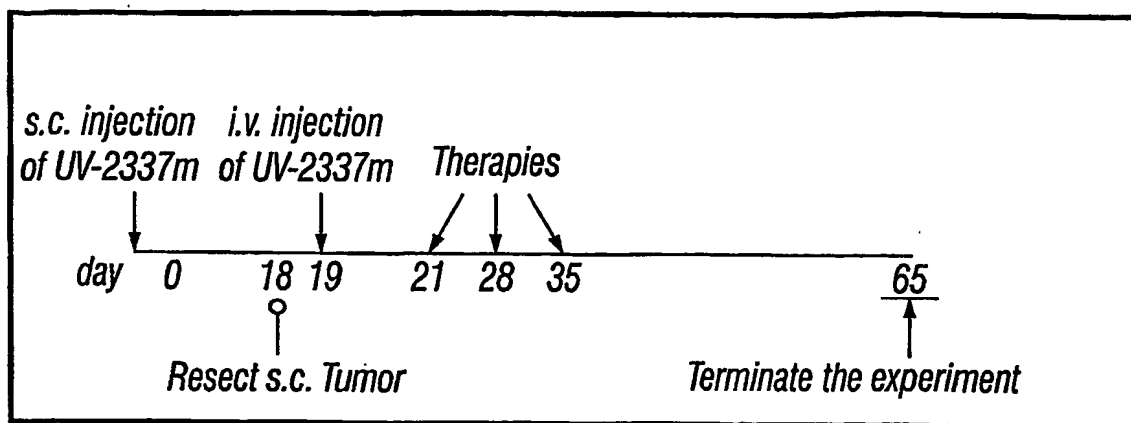 s.c. injection of UV-2337m
i.v. injection of UV-2337m
Therapies
day 0 18 19 21 28 35 65
Resect s.c. Tumor
Terminate the experiment